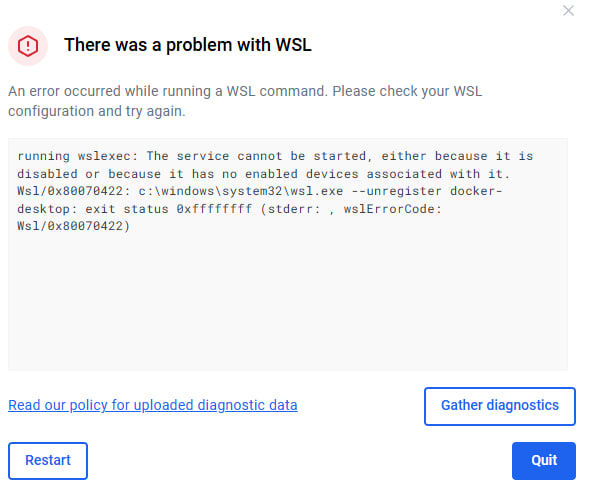 There was a problem with WSL
An error occurred while running a WSL command. Please check your WSL
configuration and try again.
running wslexec: The service cannot be started, either because it is
disabled or because it has no enabled devices associated with it.
Wsl/0x80070422: c:\windows\system32\wsl.exe --unregister docker-
desktop: exit status 0xffffffff (stderr: , wslErrorCode:
Wsl/0x80070422)
Read our policy for uploaded diagnostic data
Gather diagnostics
Restart
Quit